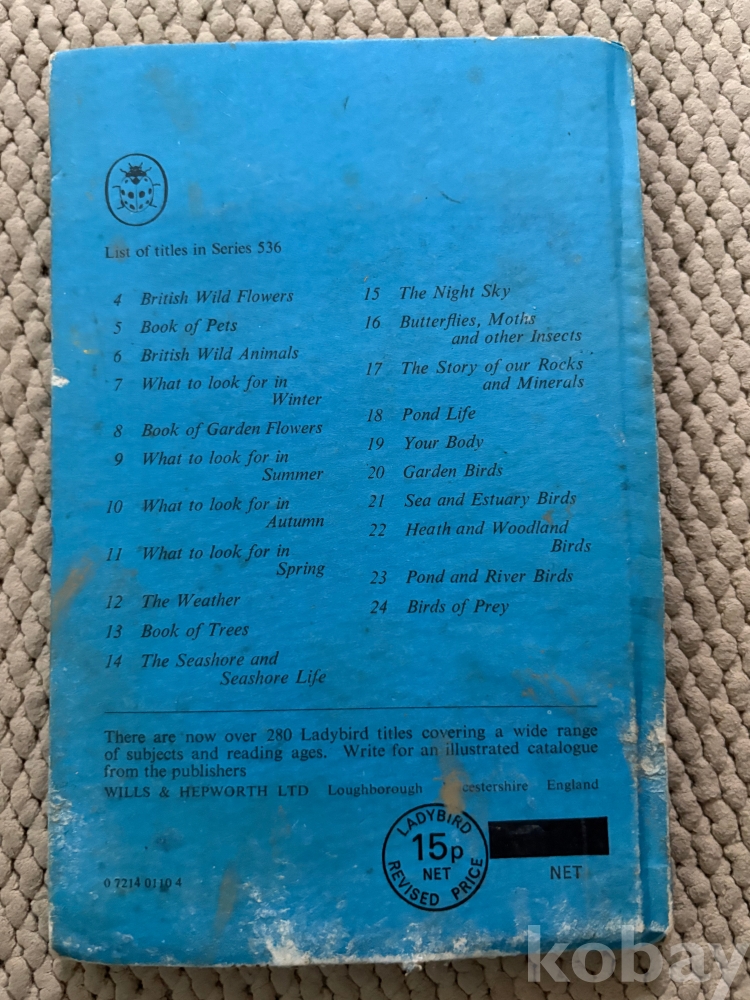 List of titles in Series 536
4 British Wild Flowers
5 Book of Pets
6 British Wild Animals
7 What to look for in
Winter
8 Book of Garden Flowers
9 What to look for in
Summer
10 What to look for in
Autumn
11 What to look for in
Spring
12 The Weather
13 Book of Trees
14 The Seashore and
Seashore Life
15 The Night Sky
16 Butterflies, Moths
and other Insects
17 The Story of our Rocks
and Minerals
18 Pond Life
19 Your Body
20 Garden Birds
21 Sea and Estuary Birds
22 Heath and Woodland
Birds
23 Pond and River Birds
24 Birds of Prey
There are now over 280 Ladybird titles covering a wide range
of subjects and reading ages. Write for an illustrated catalogue
from the publishers
WILLS & HEPWORTH LTD Loughborough cestershire England
LADYBIRD
15p
NET
REVISED PRICE
NET
0 7214 0110 4
kobay